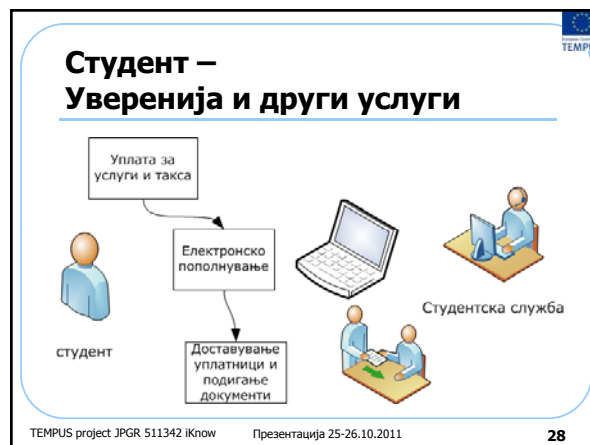 TEMPUS
Студент –
Уверенија и други услуги
Уплата за
услуги и такса
Електронско
пополнување
Студентска служба
студент
Доставување
уплатници и
подигање
документи
TEMPUS project JPGR 511342 iKnow
Презентација 25-26.10.2011
28